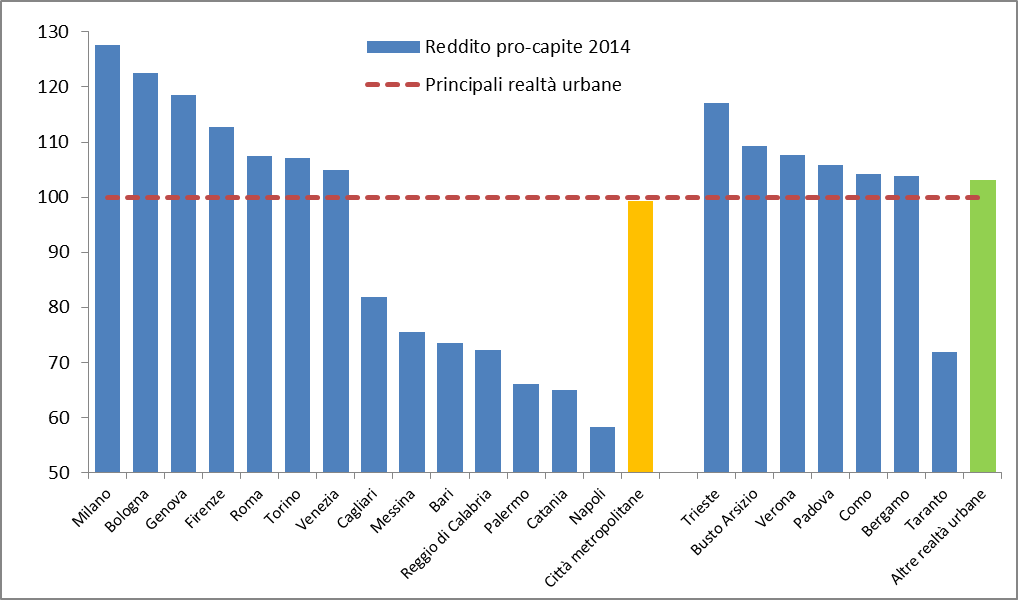 130
120
110
100
90
80
70
60
50
Reddito pro-capite 2014
Principali realtà urbane
Milano
Bologna
Genova
Firenze
Roma
Torino
Venezia
Cagliari
Messina
Bari
Reggio di Calabria
Palermo
Catania
Napoli
Città metropolitane
Trieste
Busto Arsizio
Verona
Padova
Como
Bergamo
Taranto
Altre realtà urbane